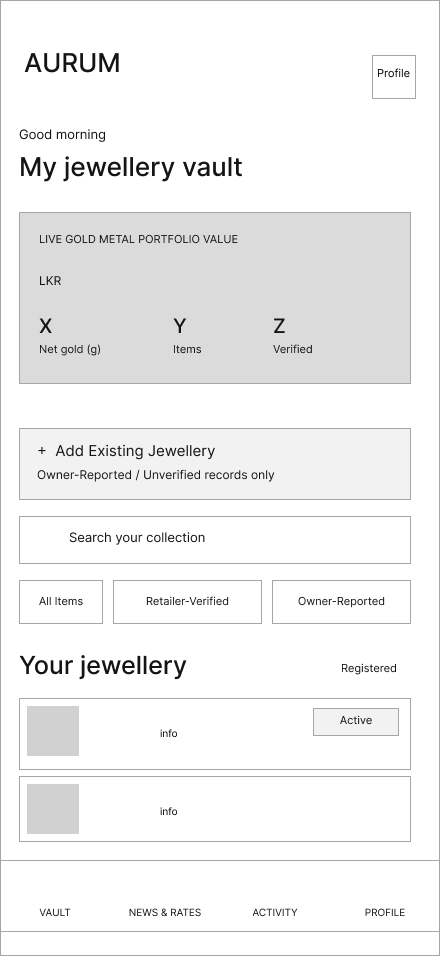 AURUM
Profile
Good morning
My jewellery vault
LIVE GOLD METAL PORTFOLIO VALUE
LKR
X Y Z
Net gold (g) Items Verified
+ Add Existing Jewellery
Owner-Reported / Unverified records only
Search your collection
All Items Retailer-Verified Owner-Reported
Your jewellery Registered
Active
info
info
VAULT NEWS & RATES ACTIVITY PROFILE